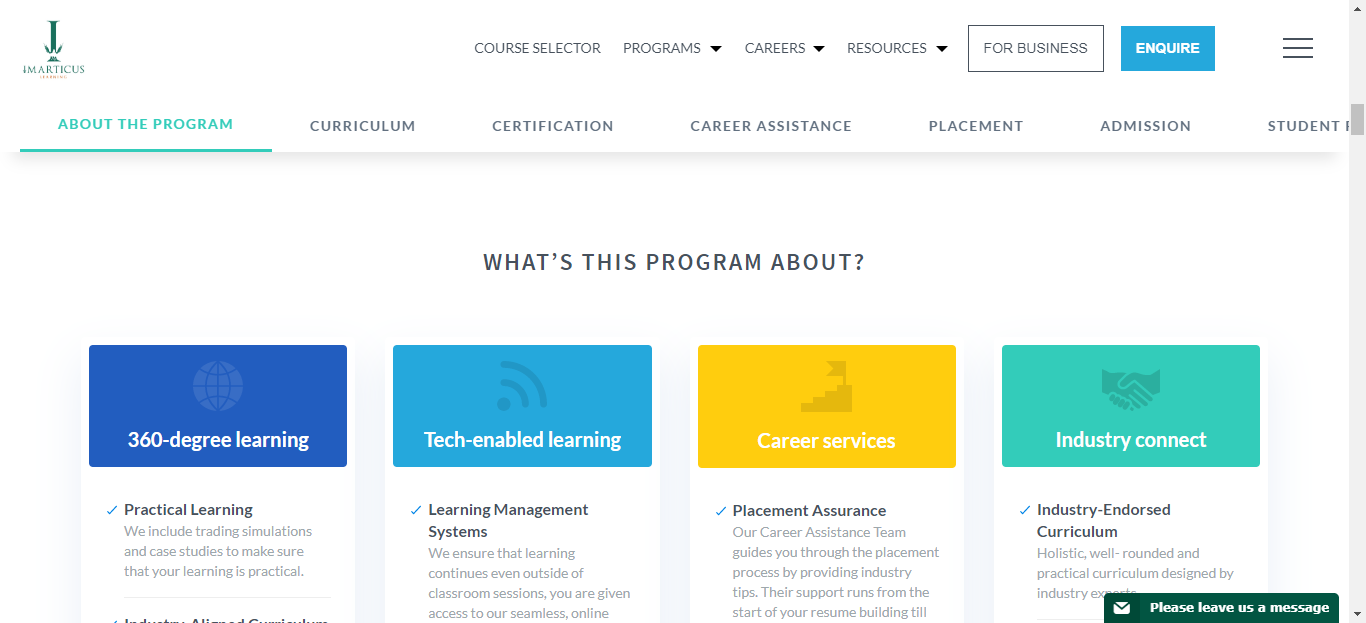 IMARTICUS
LEARNING
COURSE SELECTOR
PROGRAMS
CAREERS
RESOURCES
FOR BUSINESS
ENQUIRE
ABOUT THE PROGRAM
CURRICULUM
CERTIFICATION
CAREER ASSISTANCE
PLACEMENT
ADMISSION
STUDENT
WHAT’S THIS PROGRAM ABOUT?
360-degree learning
Practical Learning
We include trading simulations
and case studies to make sure
that your learning is practical.
Industry-Aligned Curriculum
Tech-enabled learning
Learning Management
Systems
We ensure that learning
continues even outside of
classroom sessions, you are given
access to our seamless, online
Career services
Placement Assurance
Our Career Assistance Team
guides you through the placement
process by providing industry
tips. Their support runs from the
start of your resume building till
Industry connect
Industry-Endorsed
Curriculum
Holistic, well- rounded and
practical curriculum designed by
industry experts
Please leave us a message